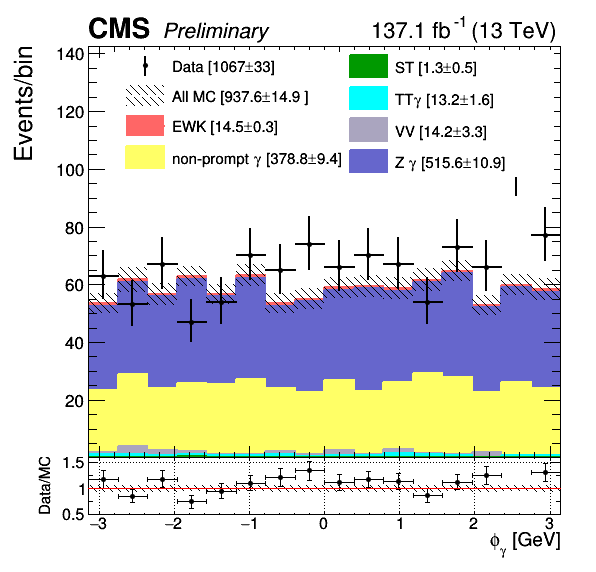 CMS Preliminary 137.1 fb⁻¹ (13 TeV)
Events/bin
140
120
100
80
60
40
20
Data [1067±33]
All MC [937.6±14.9 ]
EWK [14.5±0.3]
non-prompt γ [378.8±9.4]
ST [1.3±0.5]
TTγ [13.2±1.6]
VV [14.2±3.3]
Z γ [515.6±10.9]
Data/MC
1.5
1
0.5
−3 −2 −1 0 1 2 3
ϕγ [GeV]